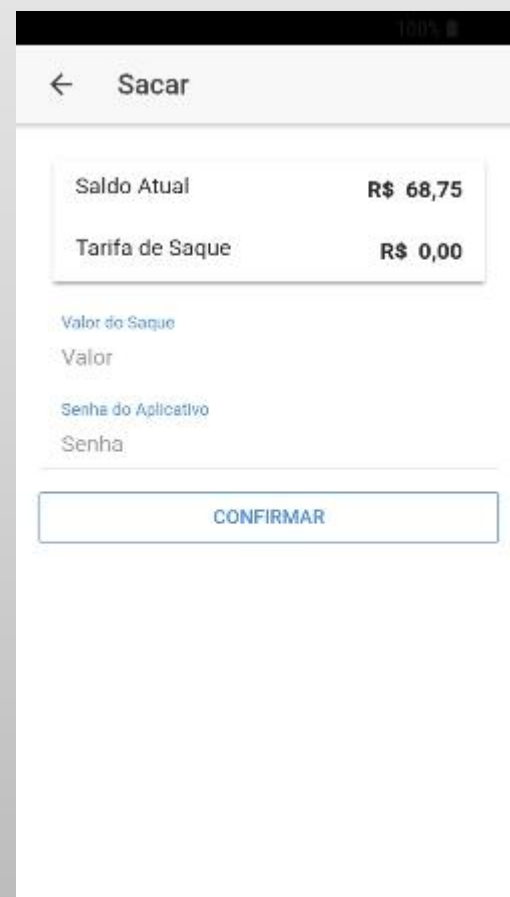 100%
Sacar
Saldo Atual R$ 68,75
Tarifa de Saque R$ 0,00
Valor do Saque
Valor
Senha do Aplicativo
Senha
CONFIRMAR